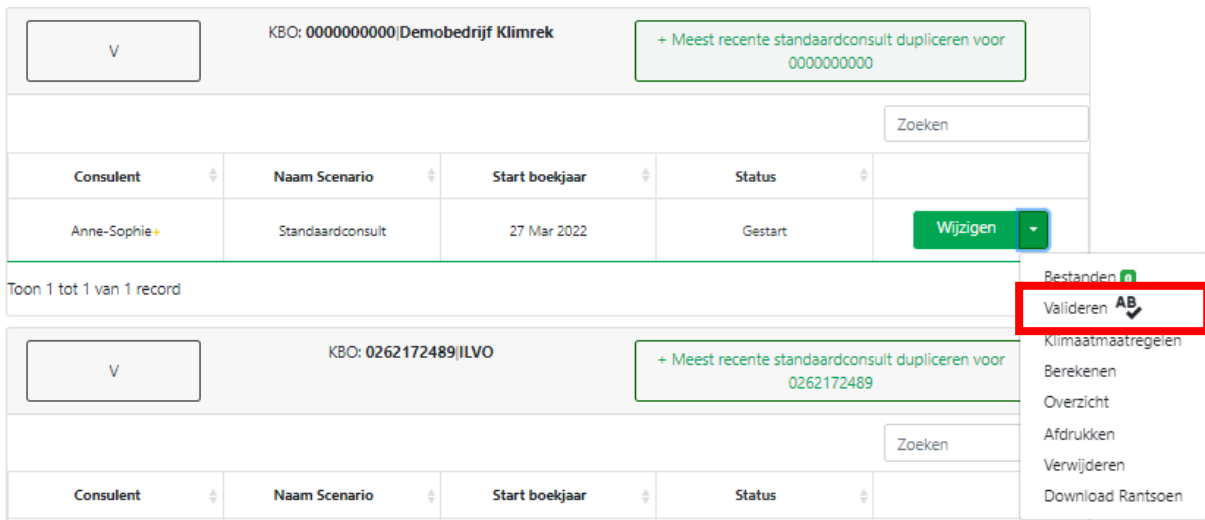 V
KBO: 0000000000|Demobedrijf Klimrek
+ Meest recente standaardconsult dupliceren voor
0000000000
Zoeken
Consulent Naam Scenario Start boekjaar Status
Anne-Sophie+ Standaardconsult 27 Mar 2022 Gestart Wijzigen
Toon 1 tot 1 van 1 record
Bestanden 0
Valideren AB
Klimaatmaatregelen
Berekenen
Overzicht
Afdrukken
Verwijderen
Download Rantsoen
V
KBO: 0262172489|ILVO
+ Meest recente standaardconsult dupliceren voor
0262172489
Zoeken
Consulent Naam Scenario Start boekjaar Status